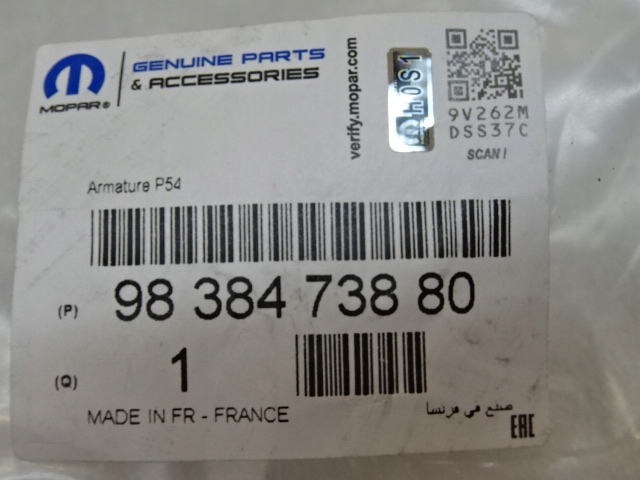 MOPAR®
GENUINE PARTS
& ACCESSORIES
verify.mopar.com
9V262M
DSS37C
SCAN!
Armature P54
(P) 98 384 738 80
(Q) 1
MADE IN FR - FRANCE
صنع في فرنسا
EAC